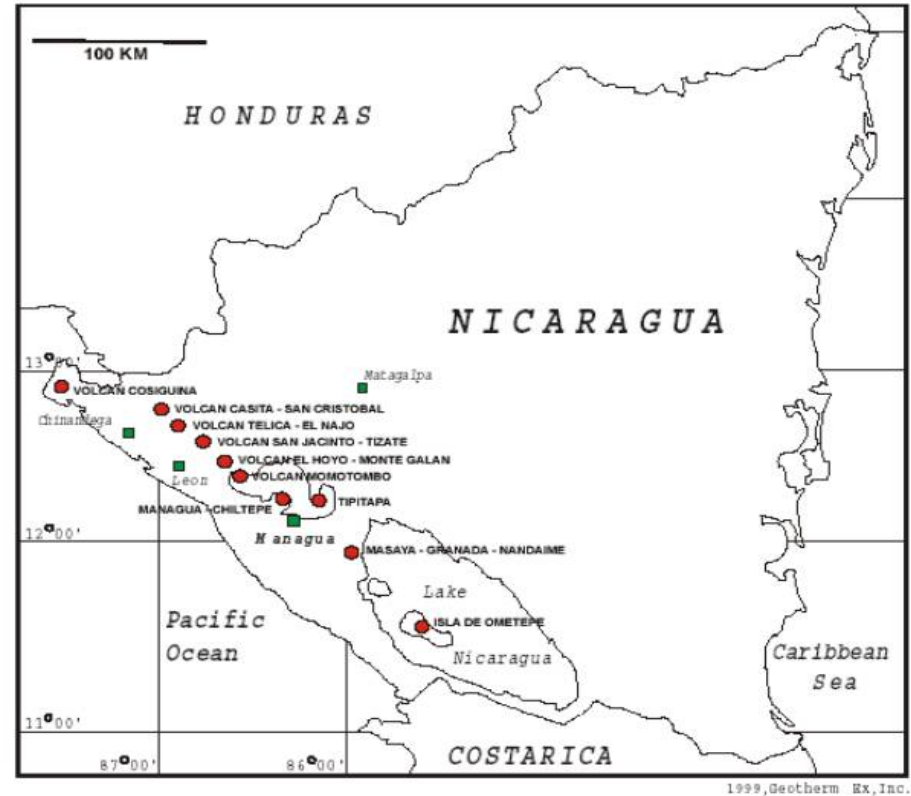 100 KM
HONDURAS
NICARAGUA
Matagalpa
13°00'
VOLCAN COSIGUINA
VOLCAN CASITA - SAN CRISTOBAL
Chinandega
VOLCAN TELICA - EL NAJO
VOLCAN SAN JACINTO - TIZATE
VOLCAN EL HOYO - MONTE GALAN
Leon
VOLCAN MOMOTOMBO
MANAGUA - CHILTEPE
TIPITAPA
12°00'
Managua
MASAYA - GRANADA - NANDAIME
Lake
Nicaragua
ISLA DE OMETEPE
Pacific
Ocean
Caribbean
Sea
11°00'
COSTARICA
87°00'
86°00'
1999,Geotherm Ex,Inc.